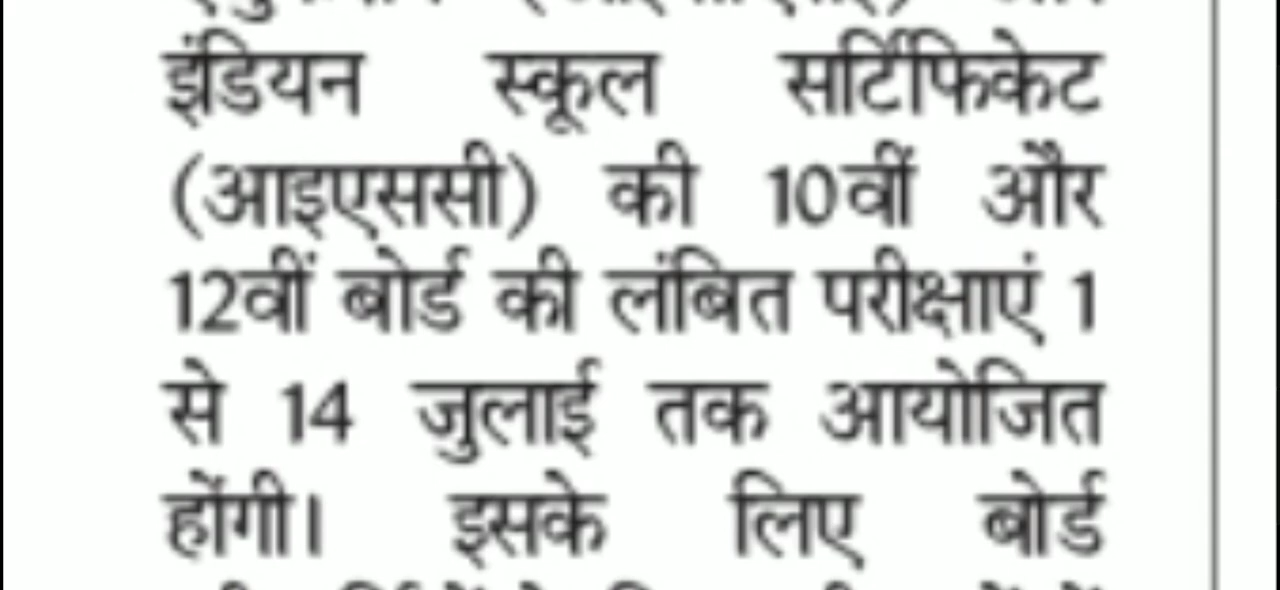 इंडियन स्कूल सर्टिफिकेट
(आइएससी) की 10वीं और
12वीं बोर्ड की लंबित परीक्षाएं 1
से 14 जुलाई तक आयोजित
होंगी। इसके लिए बोर्ड